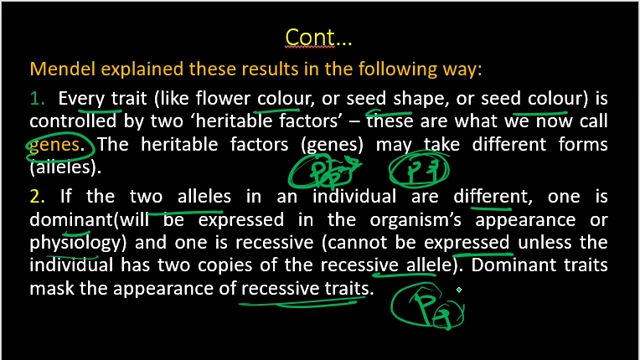 Cont...
Mendel explained these results in the following way:
1. Every trait (like flower colour, or seed shape, or seed colour) is
controlled by two 'heritable factors' – these are what we now call
genes. The heritable factors (genes) may take different forms
(alleles).
2. If the two alleles in an individual are different, one is
dominant(will be expressed in the organism's appearance or
physiology) and one is recessive (cannot be expressed unless the
individual has two copies of the recessive allele). Dominant traits
mask the appearance of recessive traits.